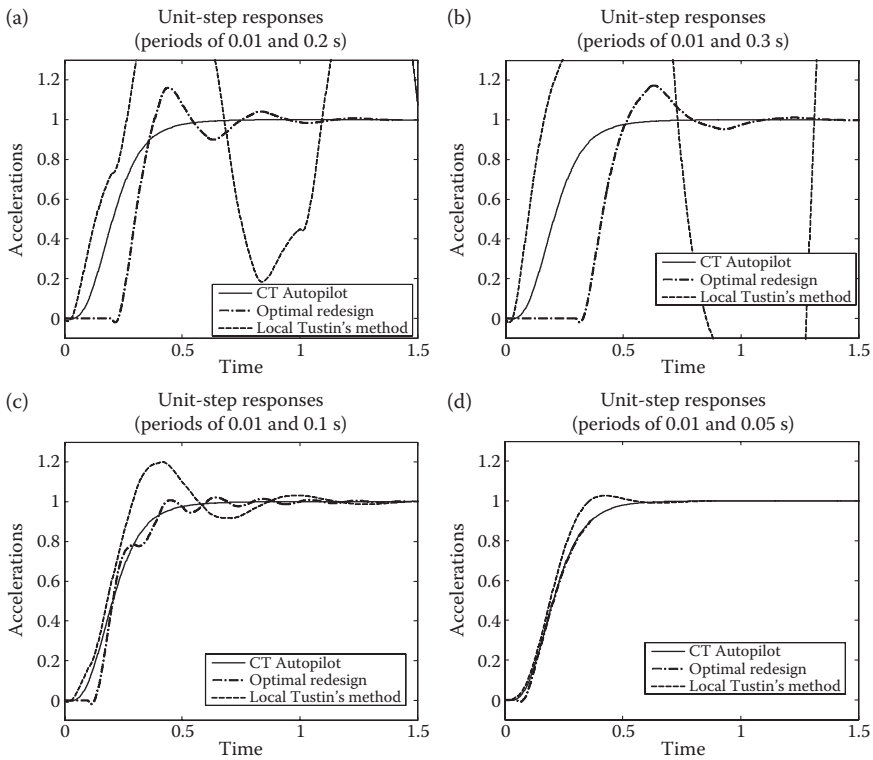 (a)
Unit-step responses
(periods of 0.01 and 0.2 s)
1.2
1
0.8
0.6
0.4
0.2
0
Accelerations
CT Autopilot
Optimal redesign
Local Tustin's method
0
0.5
1
1.5
Time
(b)
Unit-step responses
(periods of 0.01 and 0.3 s)
1.2
1
0.8
0.6
0.4
0.2
0
Accelerations
CT Autopilot
Optimal redesign
Local Tustin's method
0
0.5
1
1.5
Time
(c)
Unit-step responses
(periods of 0.01 and 0.1 s)
1.2
1
0.8
0.6
0.4
0.2
0
Accelerations
CT Autopilot
Optimal redesign
Local Tustin's method
0
0.5
1
1.5
Time
(d)
Unit-step responses
(periods of 0.01 and 0.05 s)
1.2
1
0.8
0.6
0.4
0.2
0
Accelerations
CT Autopilot
Optimal redesign
Local Tustin's method
0
0.5
1
1.5
Time